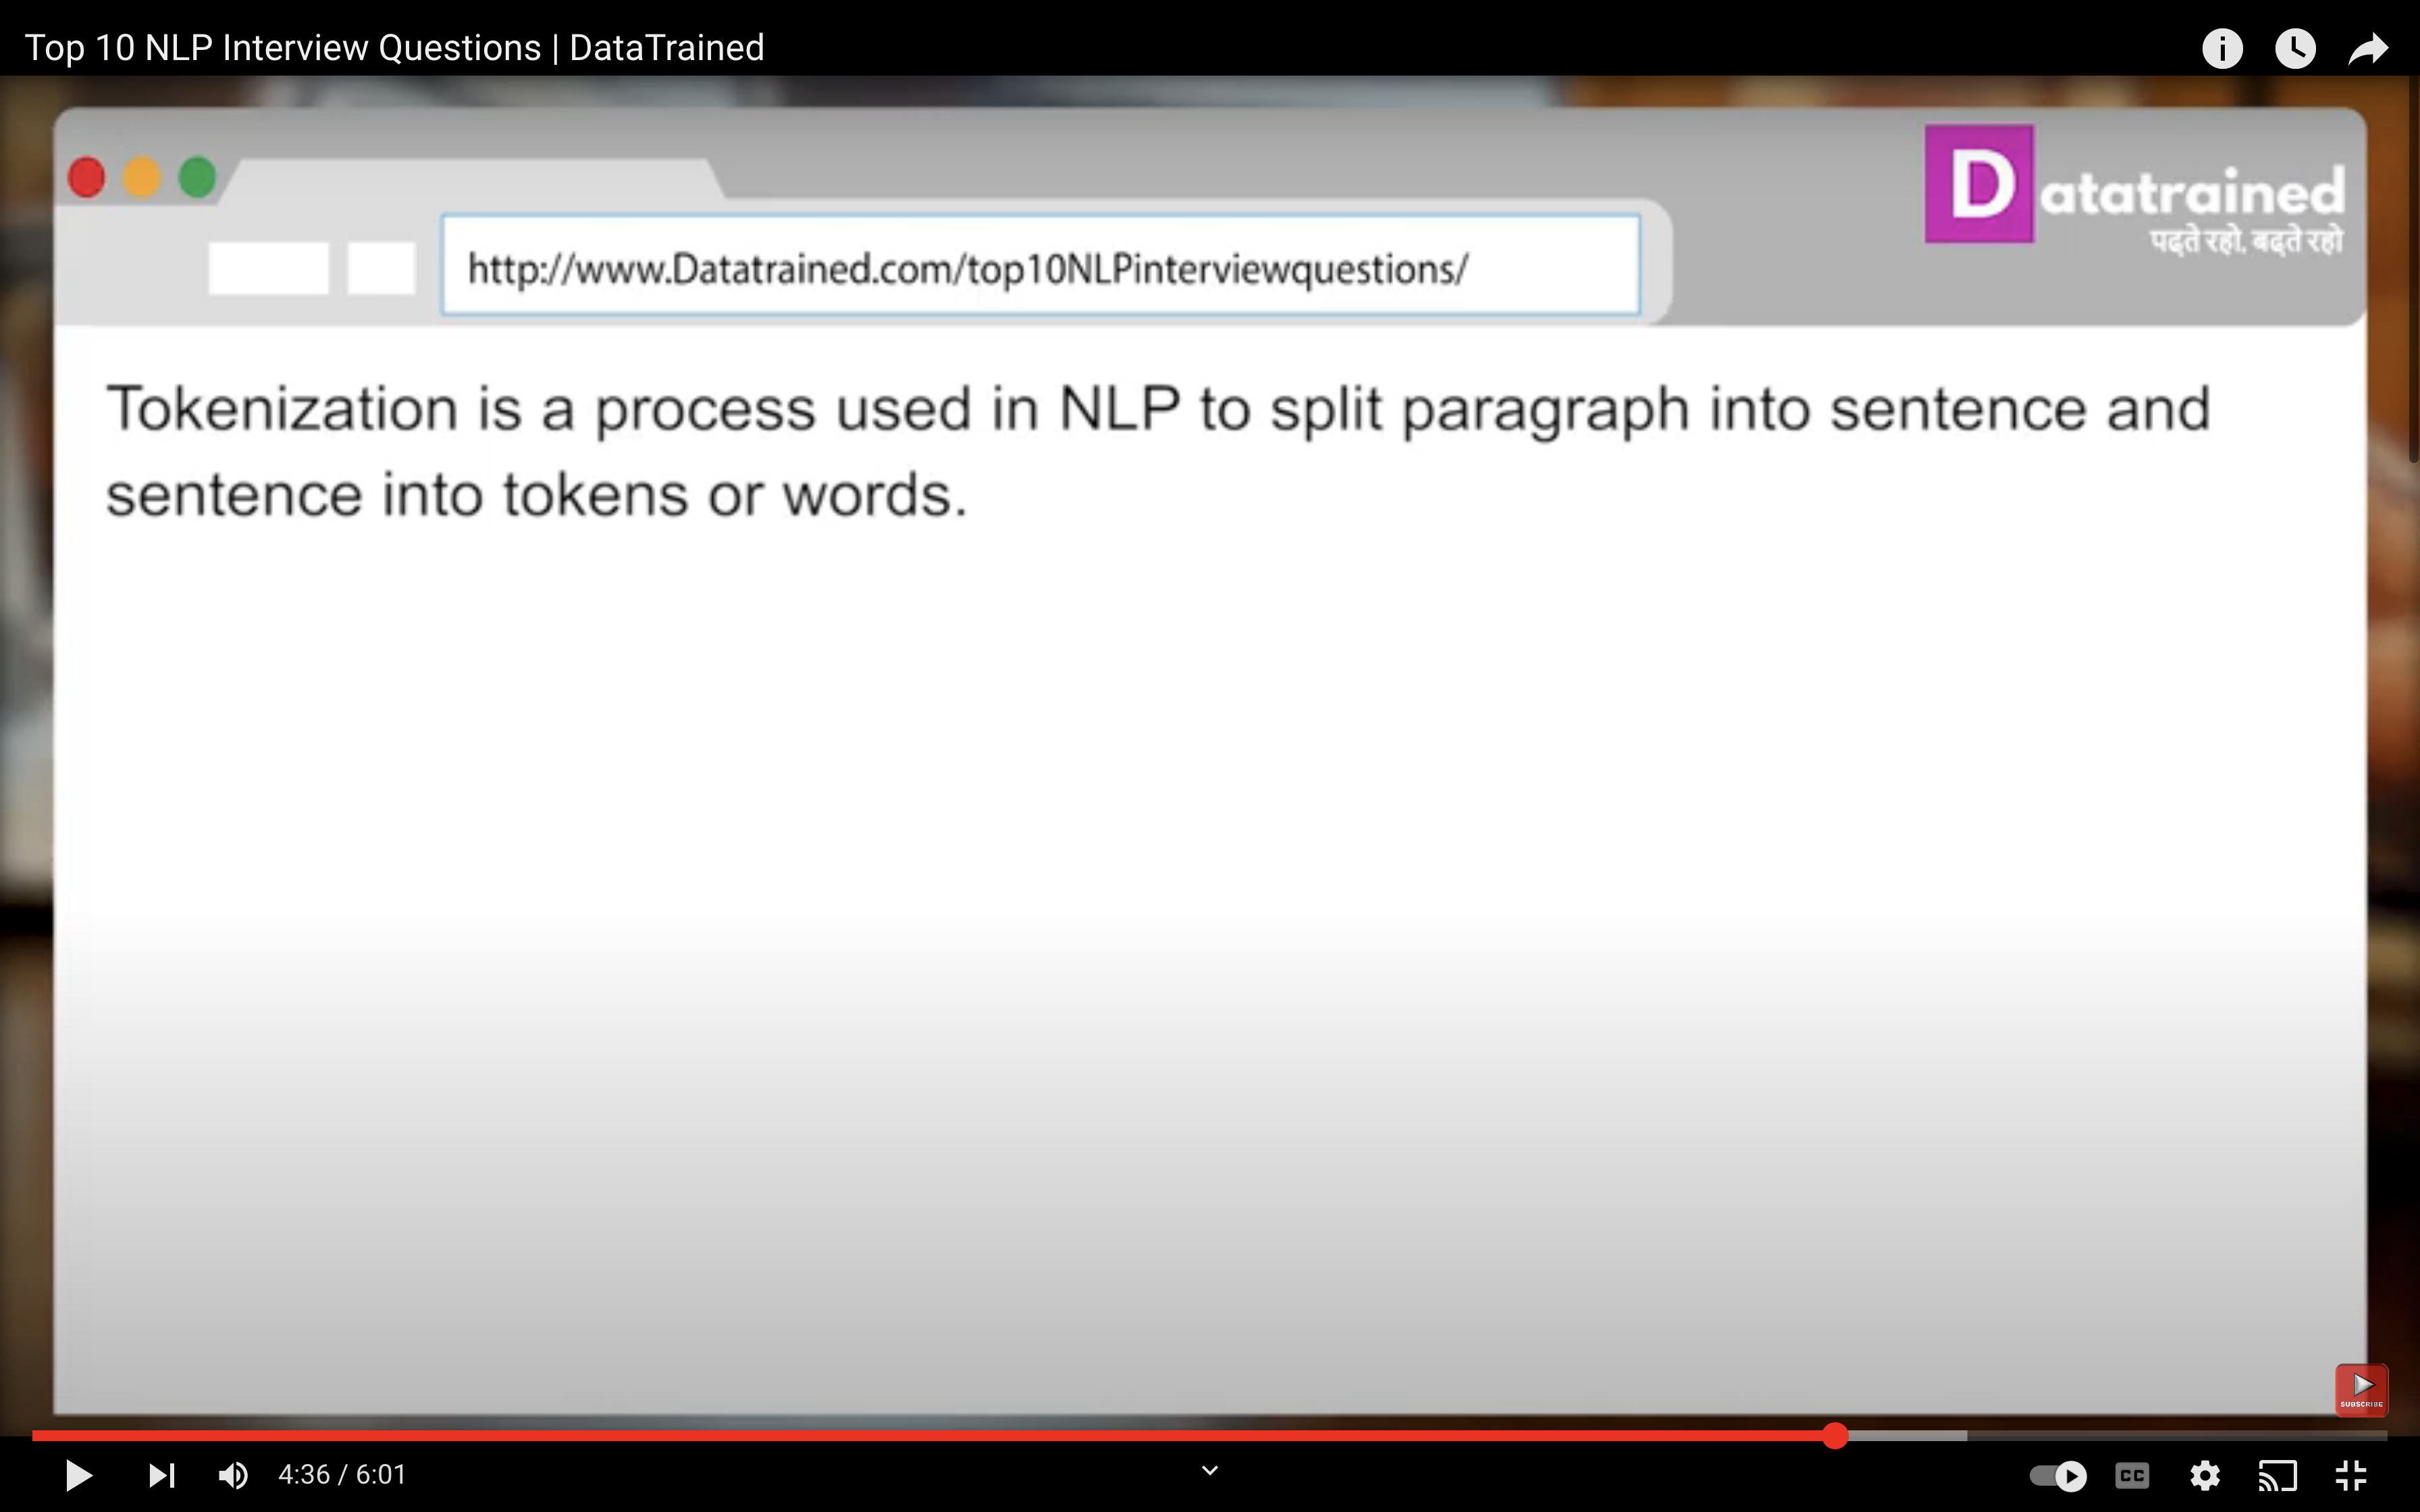 Top 10 NLP Interview Questions | DataTrained
Datatrained
पढ़ते रहो, बढ़ते रहो
http://www.Datatrained.com/top10NLPinterviewquestions/
Tokenization is a process used in NLP to split paragraph into sentence and
sentence into tokens or words.
SUBSCRIBE
4:36 / 6:01
CC